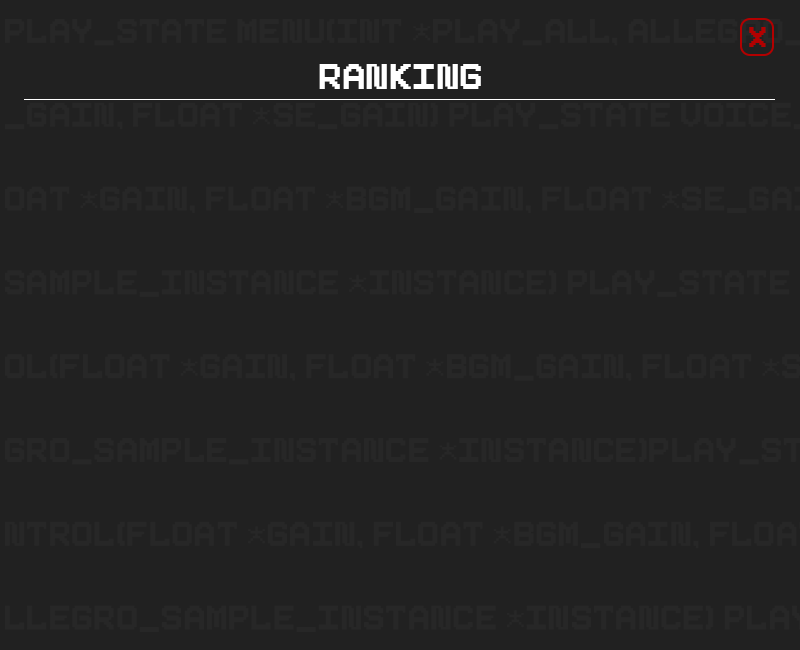 PLAY_STATE MENU(INT *PLAY_ALL, ALLEG
X
RANKING
_GAIN, FLOAT *SE_GAIN) PLAY_STATE VOICE_
OAT *GAIN, FLOAT *BGM_GAIN, FLOAT *SE_GAI
SAMPLE_INSTANCE *INSTANCE) PLAY_STATE
OL(FLOAT *GAIN, FLOAT *BGM_GAIN, FLOAT *S
GRO_SAMPLE_INSTANCE *INSTANCE)PLAY_ST
NTROL(FLOAT *GAIN, FLOAT *BGM_GAIN, FLOA
LLEGRO_SAMPLE_INSTANCE *INSTANCE) PLAY